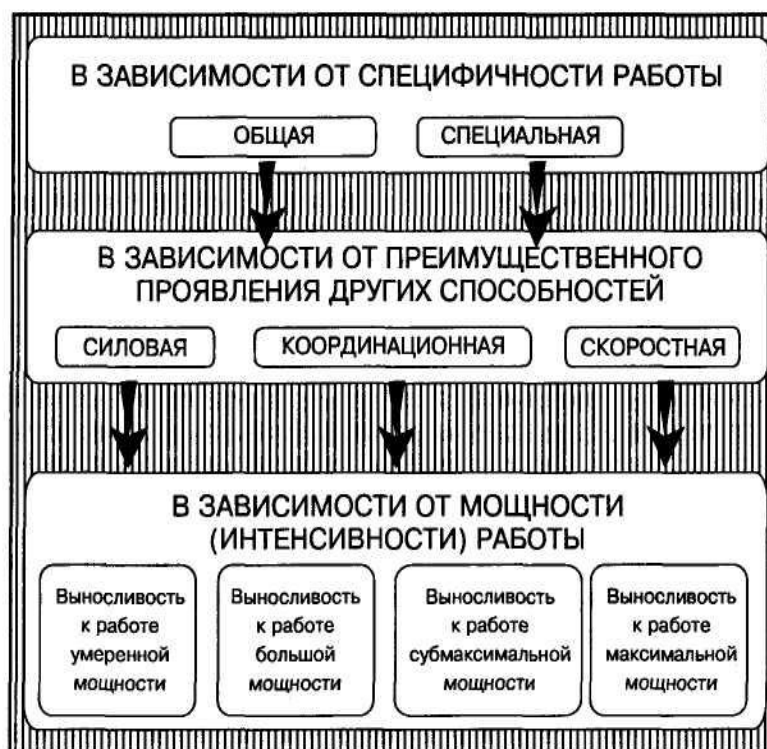 В ЗАВИСИМОСТИ ОТ СПЕЦИФИЧНОСТИ РАБОТЫ
ОБЩАЯ
СПЕЦИАЛЬНАЯ
В ЗАВИСИМОСТИ ОТ ПРЕИМУЩЕСТВЕННОГО
ПРОЯВЛЕНИЯ ДРУГИХ СПОСОБНОСТЕЙ
СИЛОВАЯ
КООРДИНАЦИОННАЯ
СКОРОСТНАЯ
В ЗАВИСИМОСТИ ОТ МОЩНОСТИ
(ИНТЕНСИВНОСТИ) РАБОТЫ
Выносливость
к работе
умеренной
мощности
Выносливость
к работе
большой
мощности
Выносливость
к работе
субмаксимальной
мощности
Выносливость
к работе
максимальной
мощности